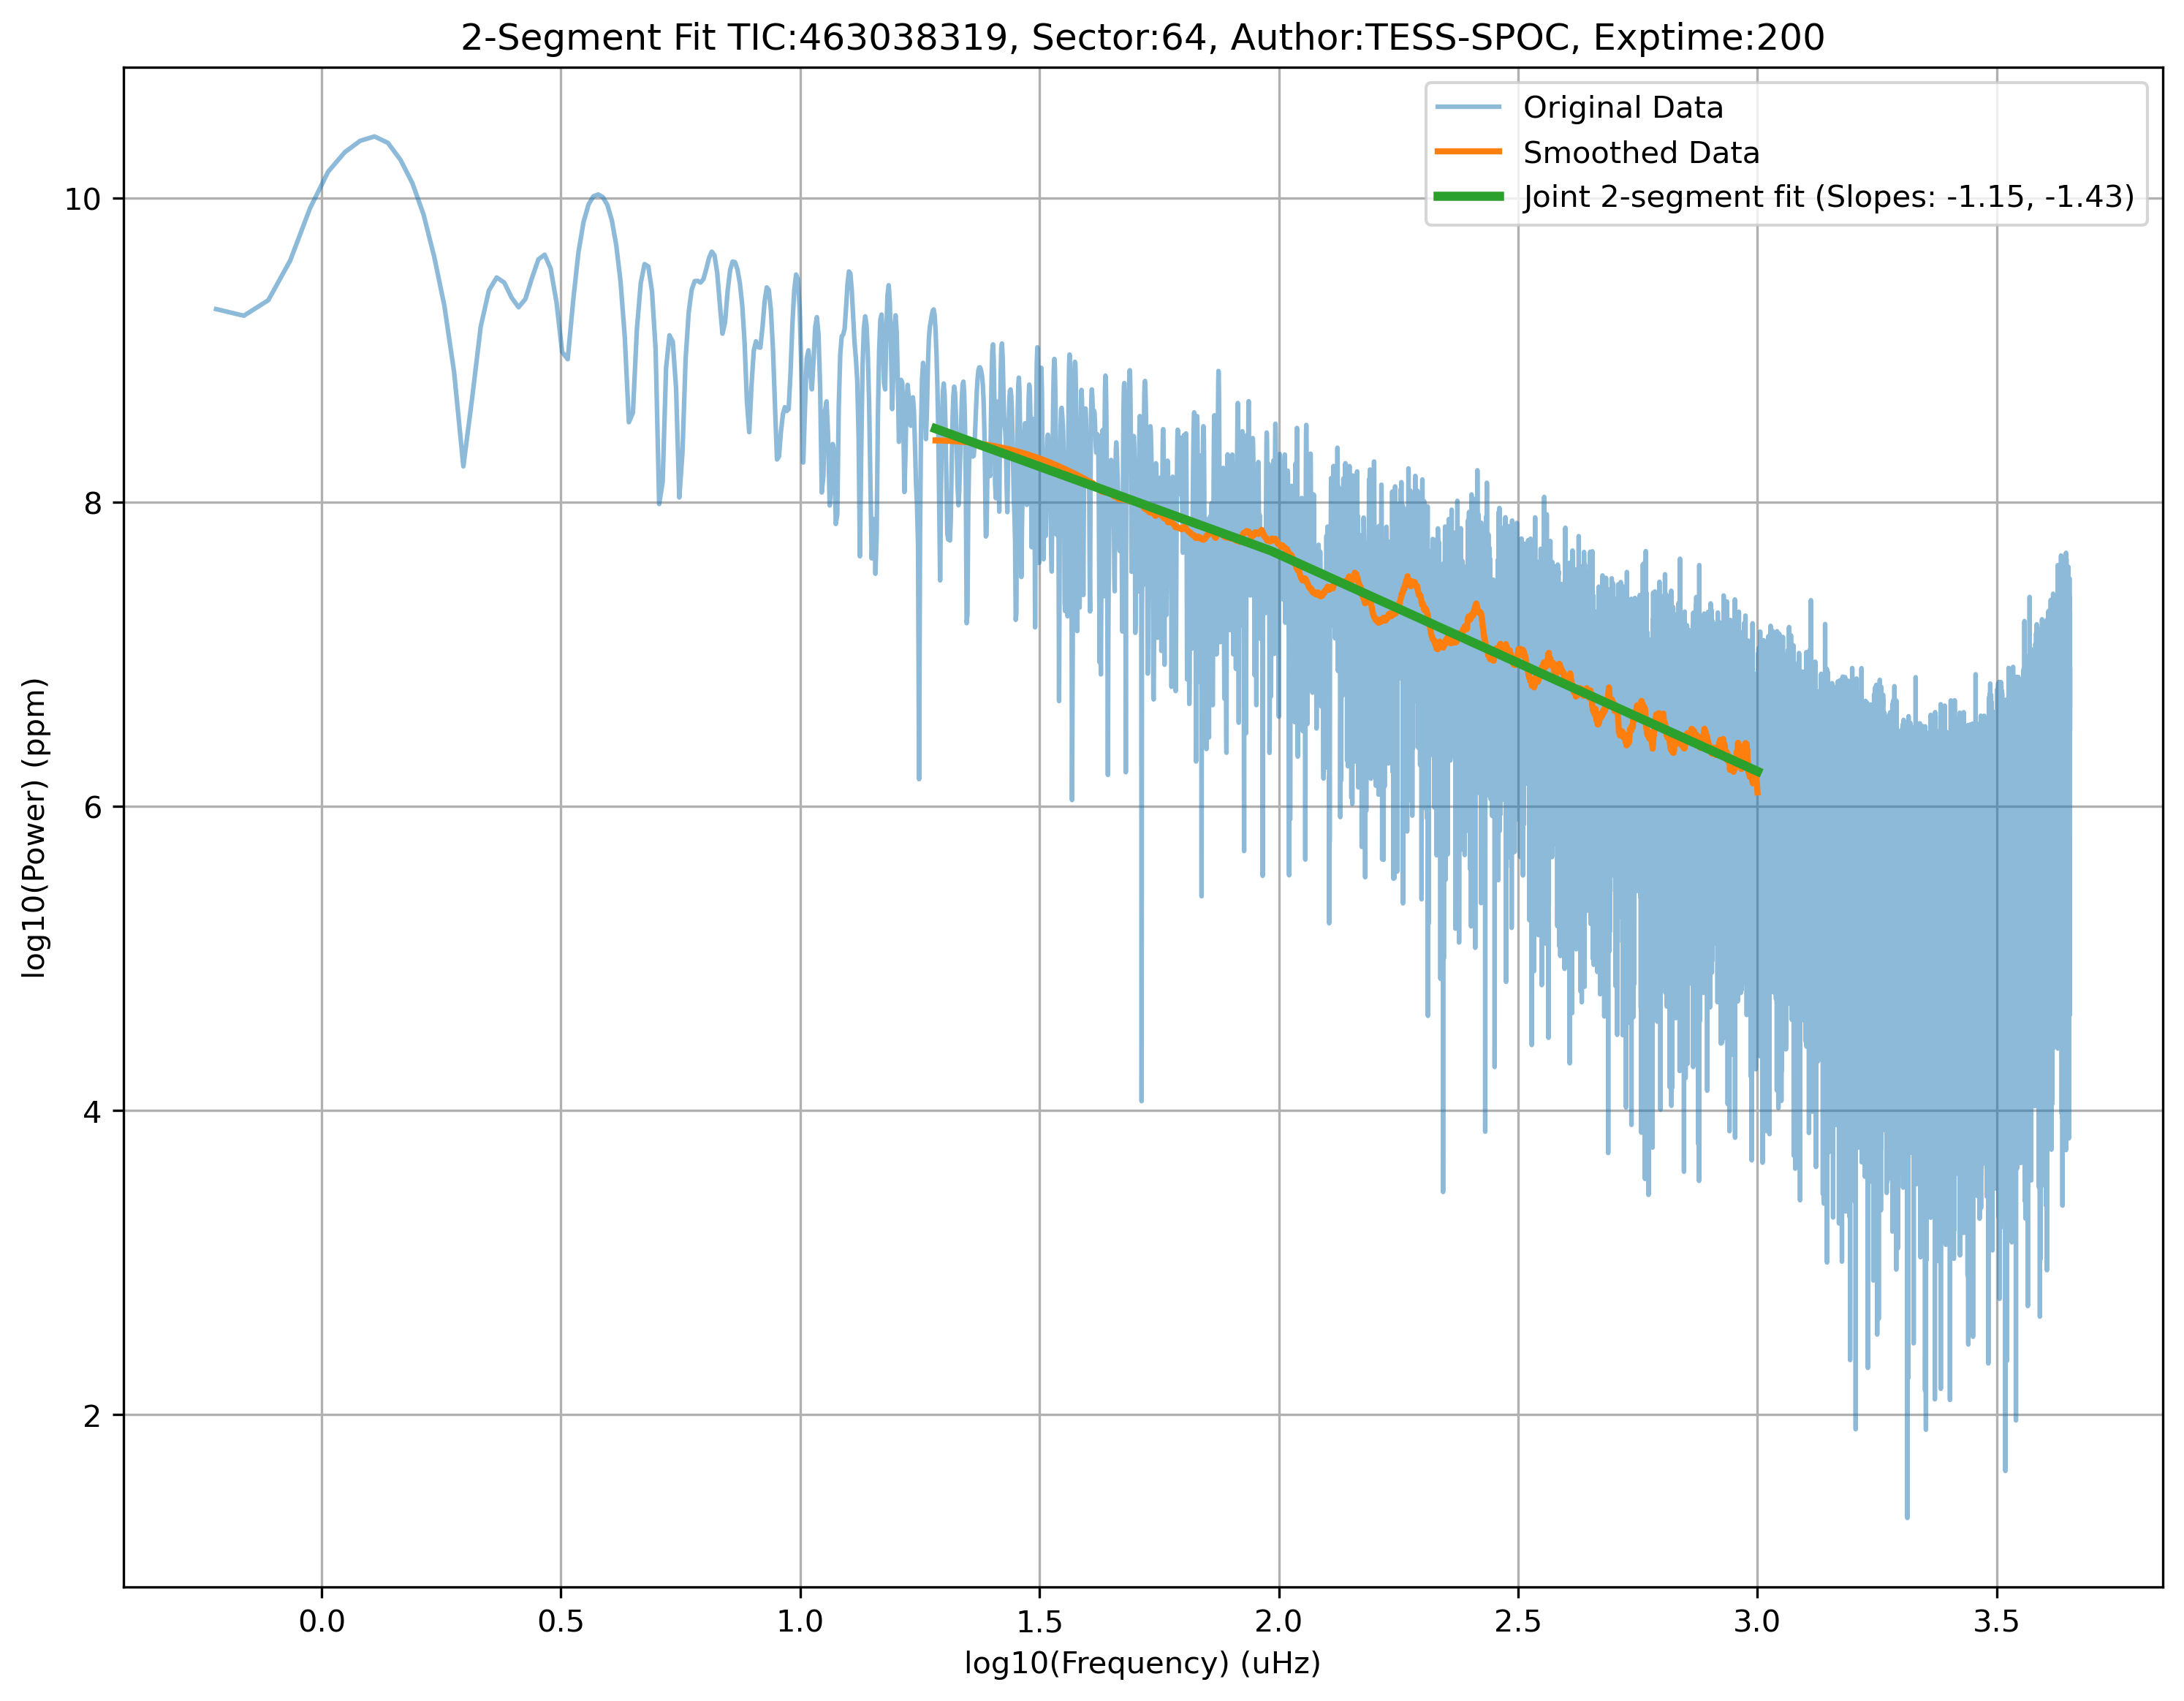 2-Segment Fit TIC:463038319, Sector:64, Author:TESS-SPOC, Exptime:200
Original Data
Smoothed Data
Joint 2-segment fit (Slopes: -1.15, -1.43)
log10(Power) (ppm)
10
8
6
4
2
0.0 0.5 1.0 1.5 2.0 2.5 3.0 3.5
log10(Frequency) (uHz)